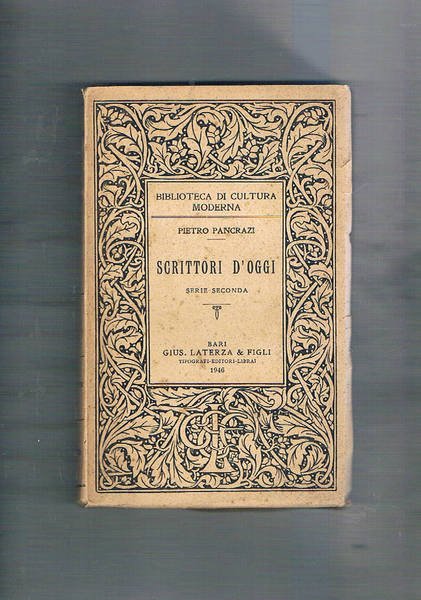 BIBLIOTECA DI CULTURA
MODERNA
PIETRO PANCRAZI
SCRITTORI D'OGGI
SERIE SECONDA
BARI
GIUS. LATERZA & FIGLI
TIPOGRAFI-EDITORI-LIBRAI
1946